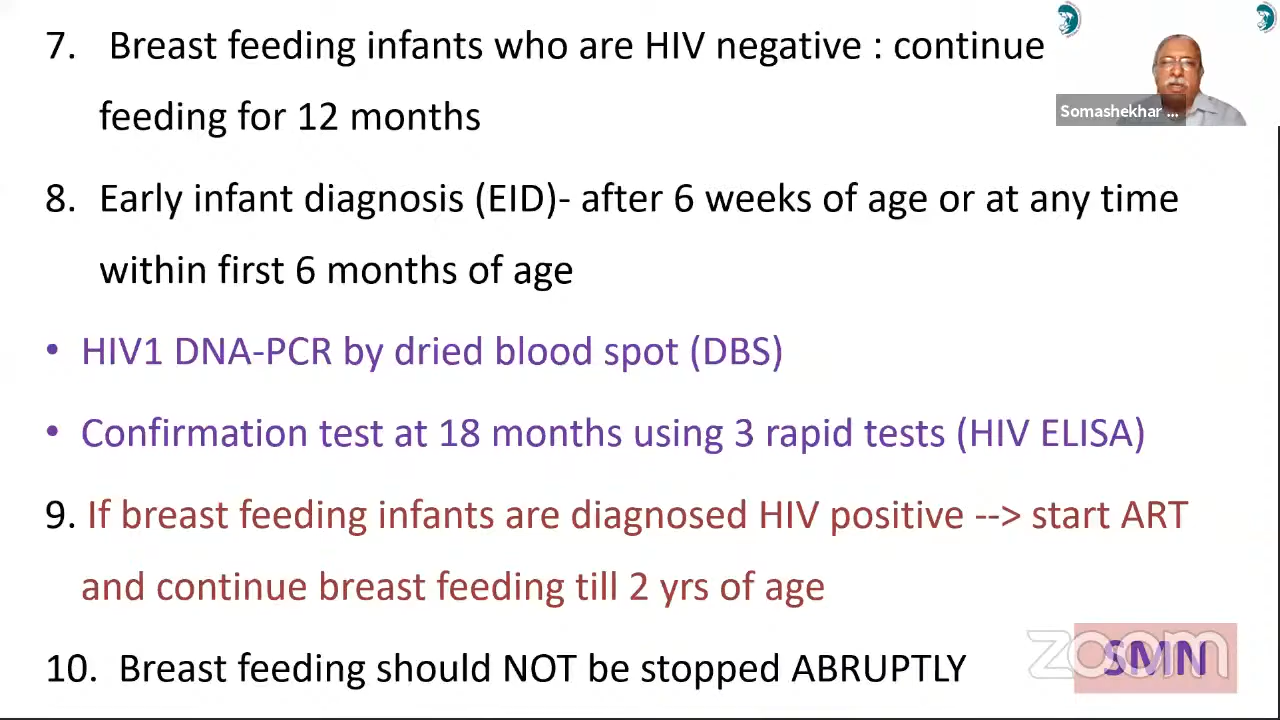 7. Breast feeding infants who are HIV negative : continue
feeding for 12 months
Somashekhar ...
8. Early infant diagnosis (EID)- after 6 weeks of age or at any time
within first 6 months of age
• HIV1 DNA-PCR by dried blood spot (DBS)
• Confirmation test at 18 months using 3 rapid tests (HIV ELISA)
9. If breast feeding infants are diagnosed HIV positive --> start ART
and continue breast feeding till 2 yrs of age
10. Breast feeding should NOT be stopped ABRUPTLY
zoom
SMN